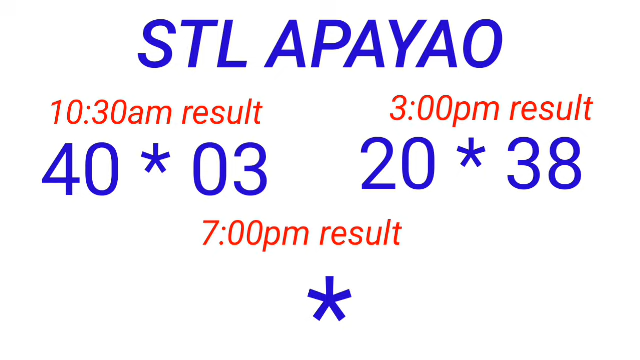 STL APAYAO
10:30am result
40 * 03
3:00pm result
20 * 38
7:00pm result
*